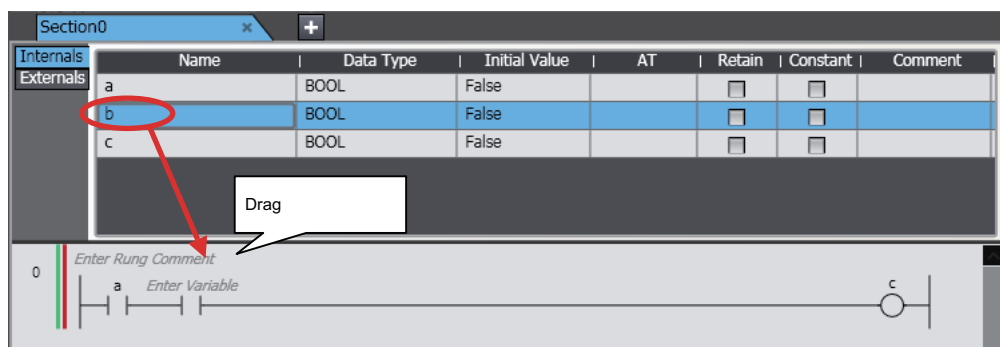 Section0 × +
Internals Name Data Type Initial Value AT Retain Constant Comment
Externals
a BOOL False
b BOOL False
c BOOL False
Drag
Enter Rung Comment
0
a Enter Variable c